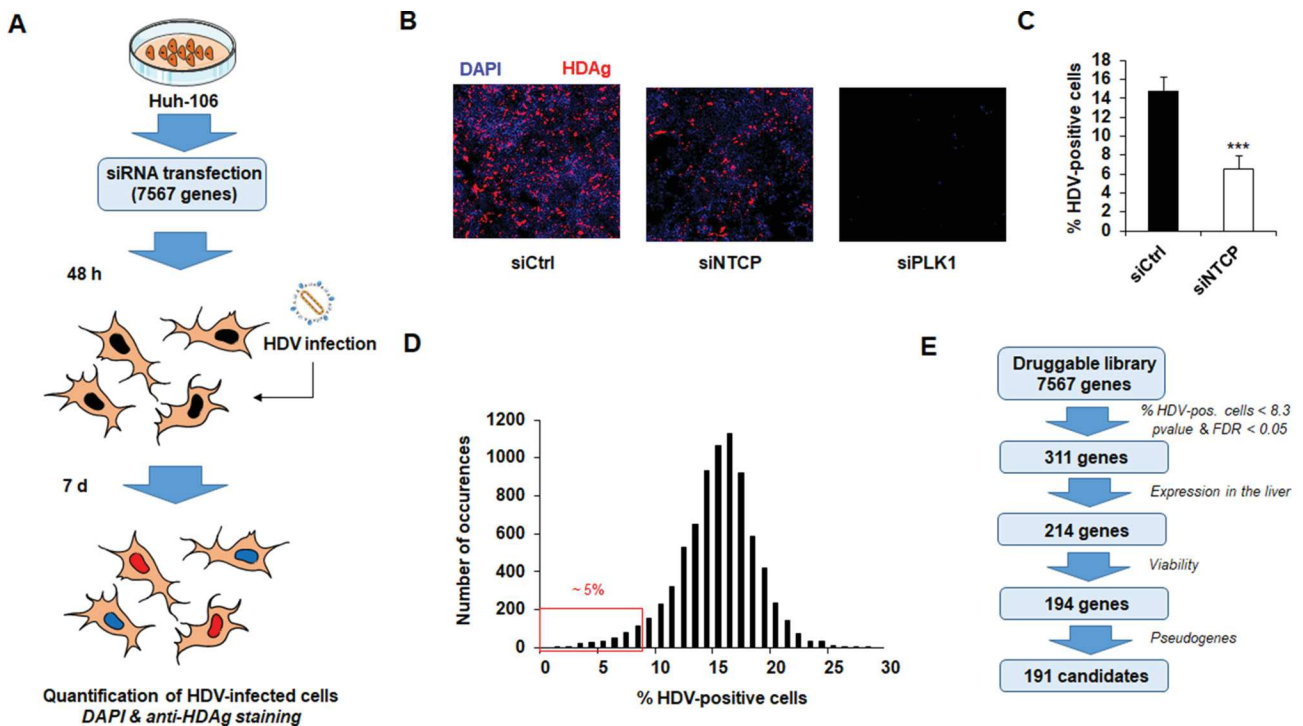 A
Huh-106
siRNA transfection
(7567 genes)
48 h
HDV infection
7 d
Quantification of HDV-infected cells
DAPI & anti-HDAg staining
B
DAPI HDAg
siCtrl siNTCP siPLK1
C
% HDV-positive cells
18
16
14
12
10
8
6
4
2
0
***
siCtrl
siNTCP
D
Number of occurences
1200
1000
800
600
400
200
0
~ 5%
0 5 10 15 20 25 30
% HDV-positive cells
E
Druggable library
7567 genes
% HDV-pos. cells < 8.3
pvalue & FDR < 0.05
311 genes
Expression in the liver
214 genes
Viability
194 genes
Pseudogenes
191 candidates